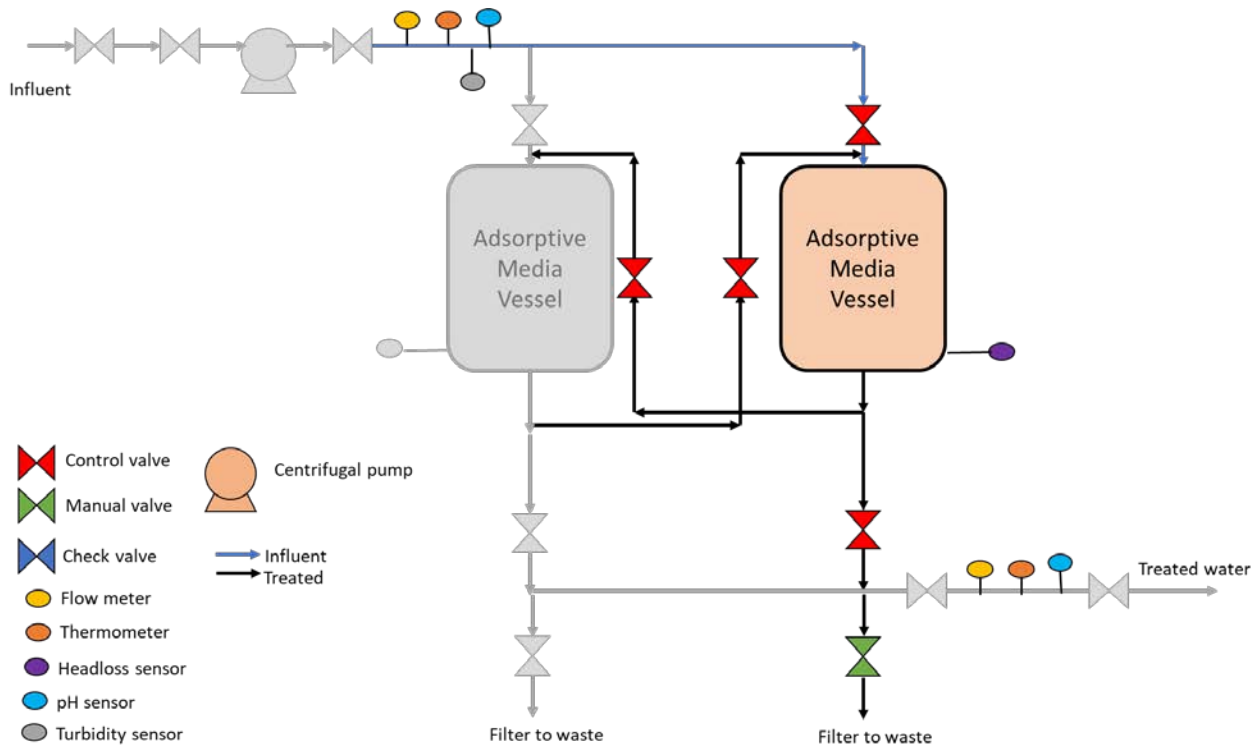 Influent
Adsorptive
Media
Vessel
Adsorptive
Media
Vessel
Control valve
Centrifugal pump
Manual valve
Check valve
Influent
Treated
Flow meter
Treated water
Thermometer
Headloss sensor
pH sensor
Turbidity sensor
Filter to waste
Filter to waste